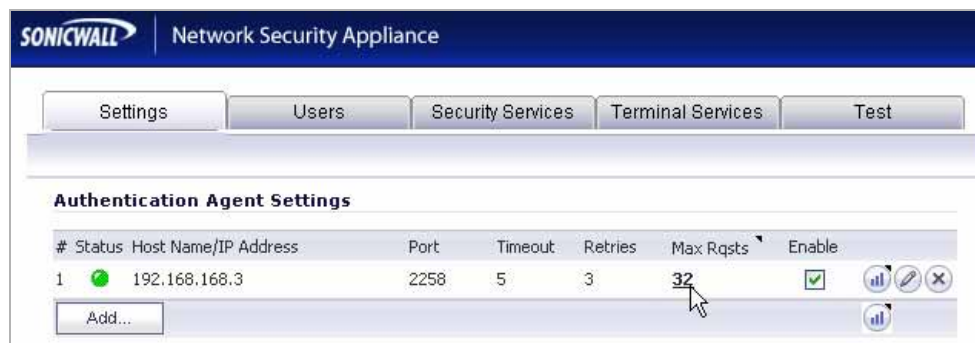 SONICWALL Network Security Appliance
Settings Users Security Services Terminal Services Test
Authentication Agent Settings
# Status Host Name/IP Address Port Timeout Retries Max Rqsts Enable
1 192.168.168.3 2258 5 3 32
Add...